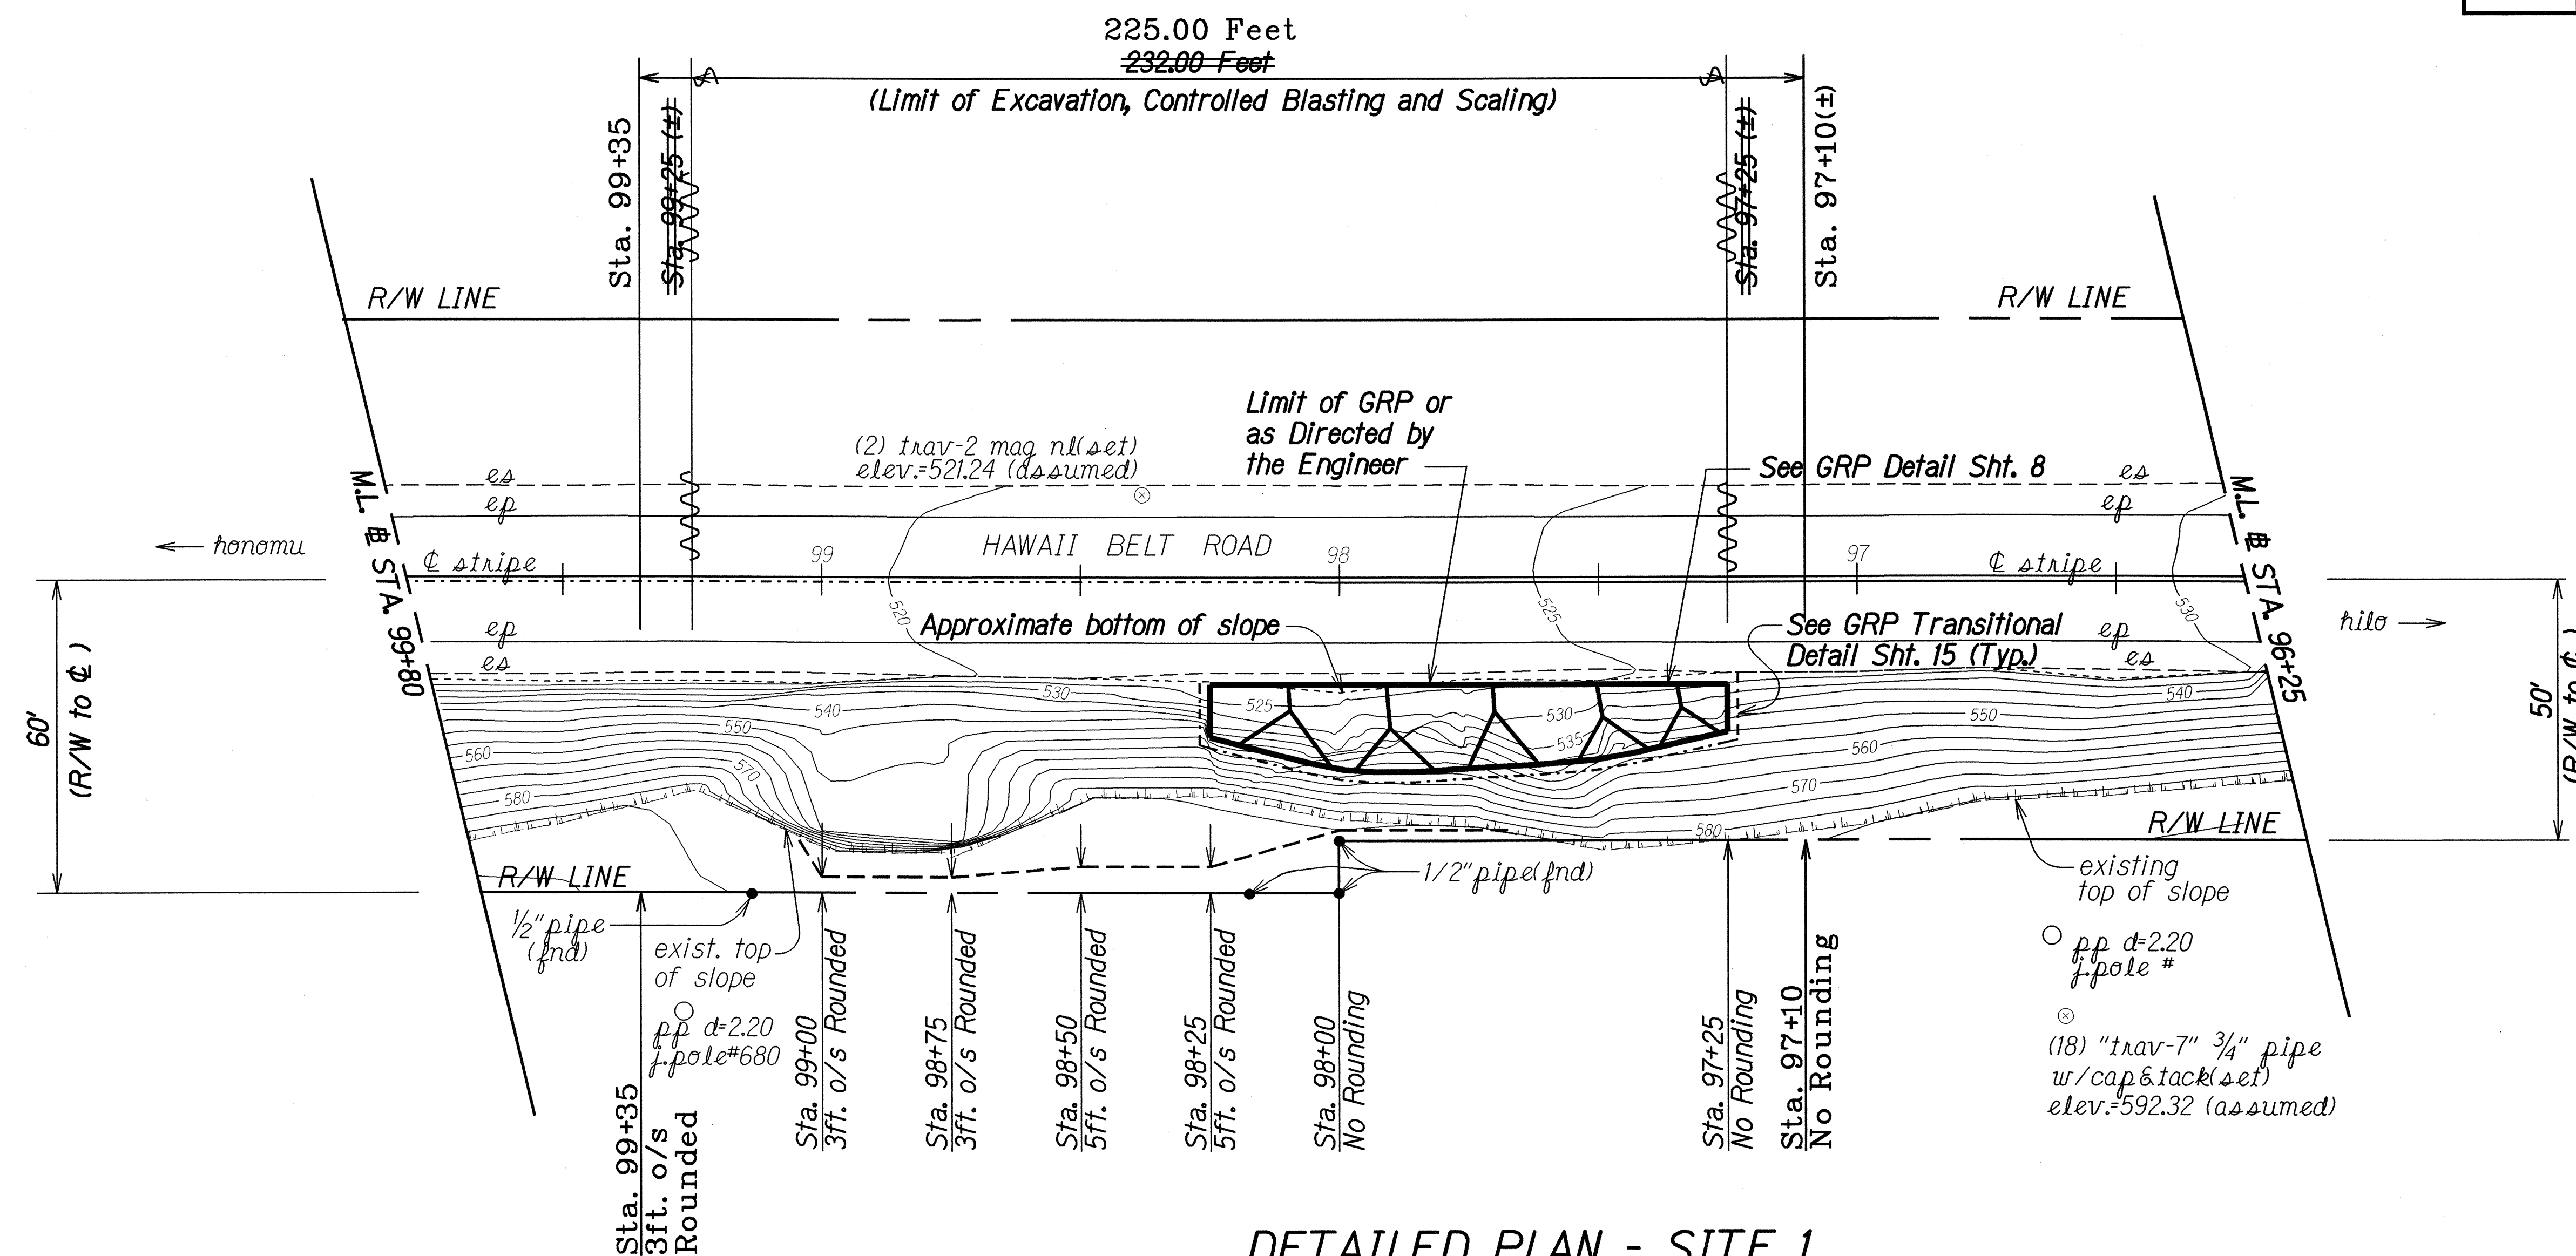 225.00 Feet
232.00 Feet
(Limit of Excavation, Controlled Blasting and Scaling)
Sta. 99+35
Sta. 99+25 (±)
Sta. 97+25 (±)
Sta. 97+10(±)
R/W LINE
R/W LINE
Limit of GRP or
as Directed by
the Engineer
(2) trav-2 mag nl(set)
elev.=521.24 (assumed)
See GRP Detail Sht. 8
es
es
ep
ep
M.L. ⅊ STA. 99+80
M.L. ⅊ STA. 96+25
honomu
HAWAII BELT ROAD
99
98
97
℄ stripe
℄ stripe
520
525
530
hilo
Approximate bottom of slope
See GRP Transitional
Detail Sht. 15 (Typ.)
ep
ep
es
es
60'
(R/W to ℄)
50'
(R/W to ℄)
530
540
550
560
570
580
525
530
535
540
550
560
570
580
R/W LINE
R/W LINE
1/2" pipe(fnd)
existing
top of slope
1/2" pipe
(fnd)
exist. top
of slope
pp d=2.20
j.pole#680
pp d=2.20
j.pole #
(18) "trav-7" 3/4" pipe
w/cap&tack(set)
elev.=592.32 (assumed)
Sta. 99+35
3ft. o/s
Rounded
Sta. 99+00
3ft. o/s Rounded
Sta. 98+75
3ft. o/s Rounded
Sta. 98+50
5ft. o/s Rounded
Sta. 98+25
5ft. o/s Rounded
Sta. 98+00
No Rounding
Sta. 97+25
No Rounding
Sta. 97+10
No Rounding
DETAILED PLAN - SITE 1